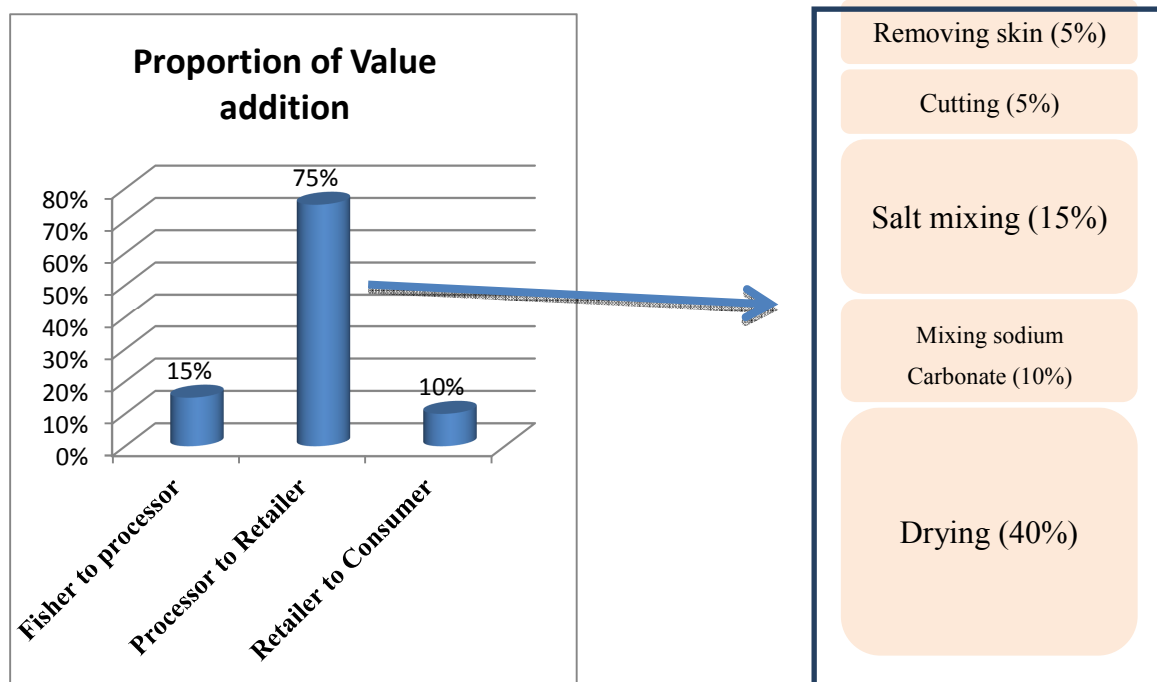 Proportion of Value
addition
80%
70%
60%
50%
40%
30%
20%
10%
0%
15%
75%
10%
Fisher to processor
Processor to Retailer
Retailer to Consumer
Removing skin (5%)
Cutting (5%)
Salt mixing (15%)
Mixing sodium
Carbonate (10%)
Drying (40%)